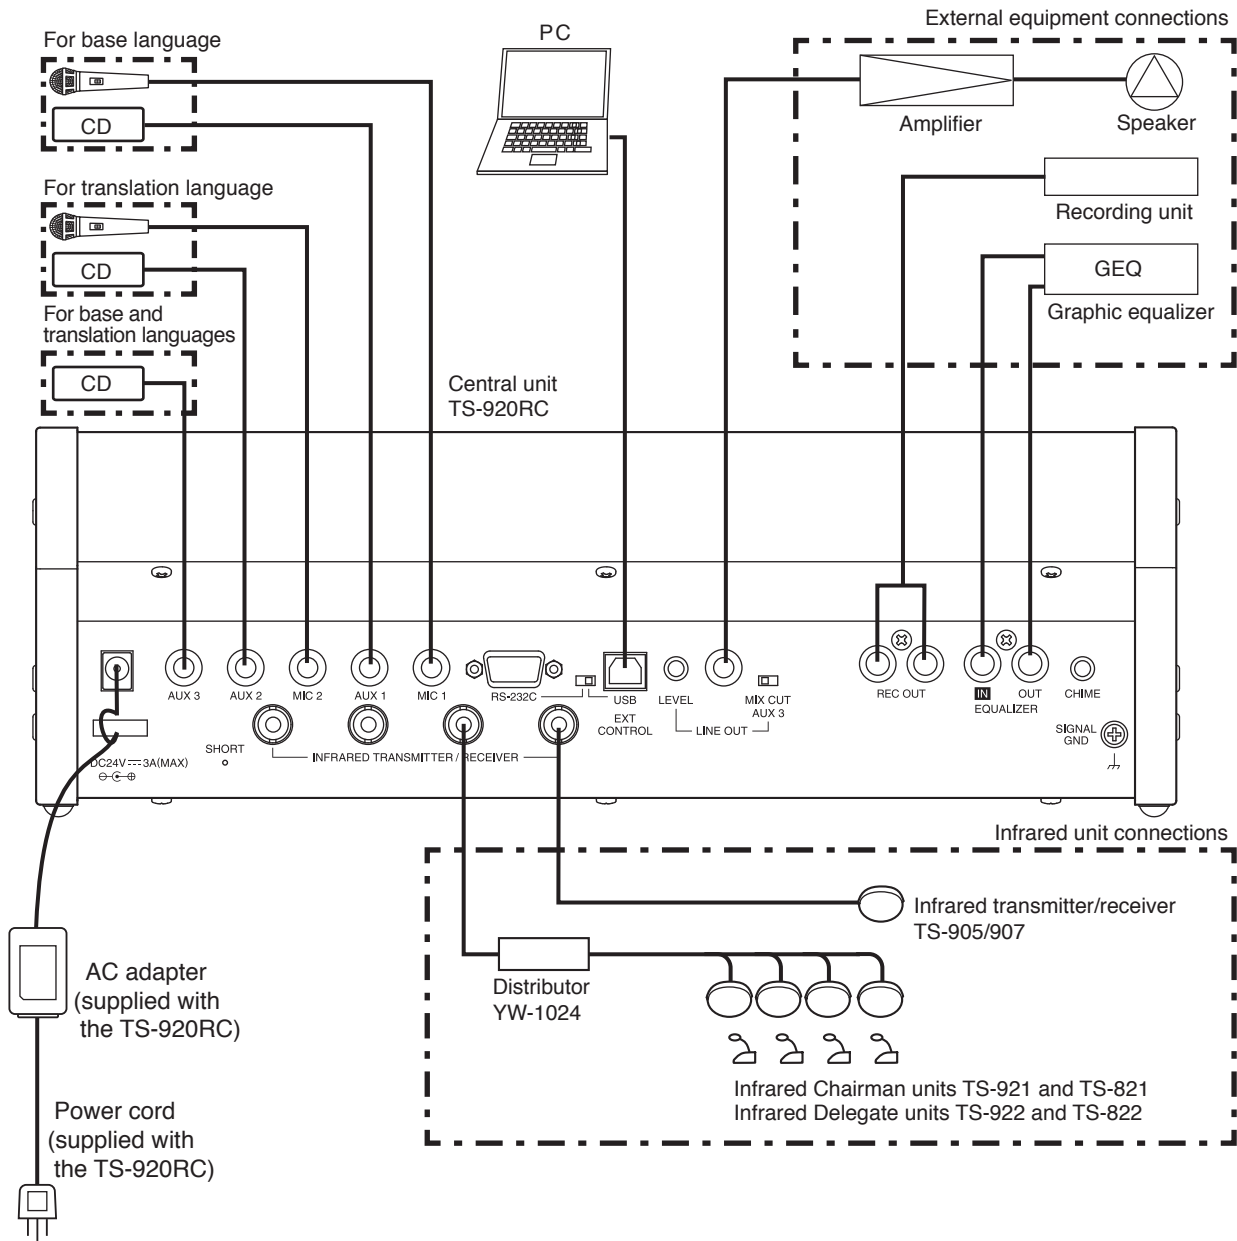 External equipment connections
For base language
PC
CD
Amplifier
Speaker
For translation language
Recording unit
CD
GEQ
For base and
translation languages
Graphic equalizer
CD
Central unit
TS-920RC
AUX 3
AUX 2
MIC 2
AUX 1
MIC 1
RS-232C
USB
LEVEL
MIX CUT
AUX 3
REC OUT
IN
OUT
EQUALIZER
CHIME
EXT
CONTROL
LINE OUT
SIGNAL
GND
SHORT
INFRARED TRANSMITTER / RECEIVER
DC24V ⎓ 3A(MAX)
Infrared unit connections
Infrared transmitter/receiver
TS-905/907
Distributor
YW-1024
AC adapter
(supplied with
the TS-920RC)
Infrared Chairman units TS-921 and TS-821
Infrared Delegate units TS-922 and TS-822
Power cord
(supplied with
the TS-920RC)